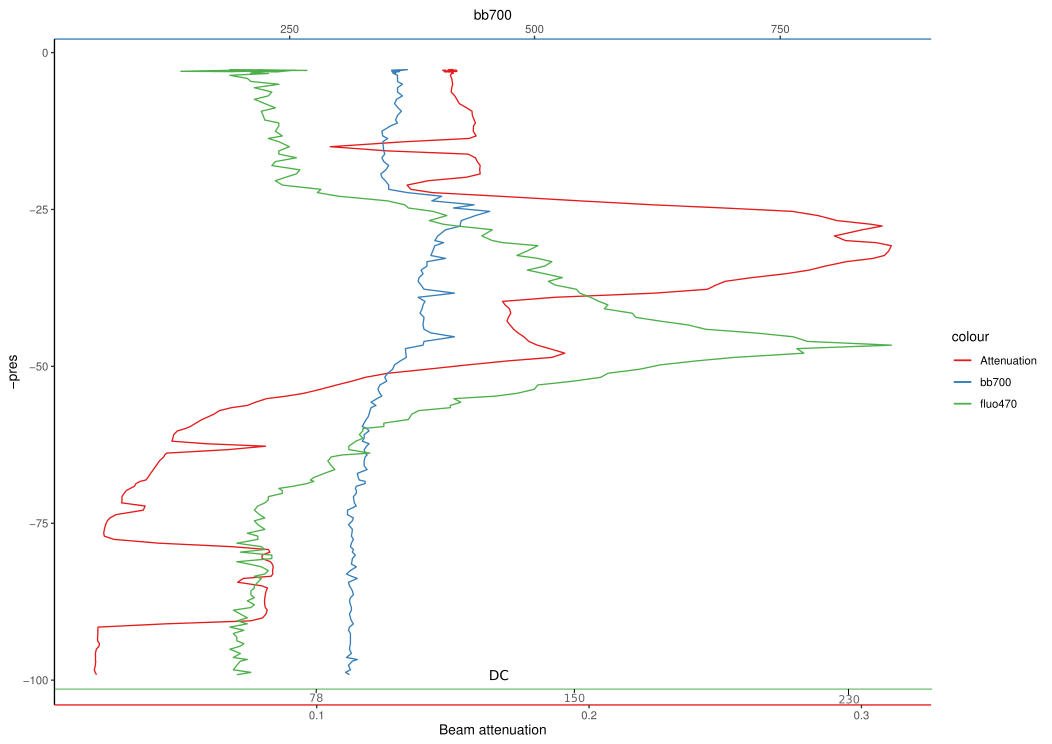 bb700
250 500 750
0
−25
−50
−75
−100
−pres
colour
Attenuation
bb700
fluo470
DC
78 150 230
0.1 0.2 0.3
Beam attenuation